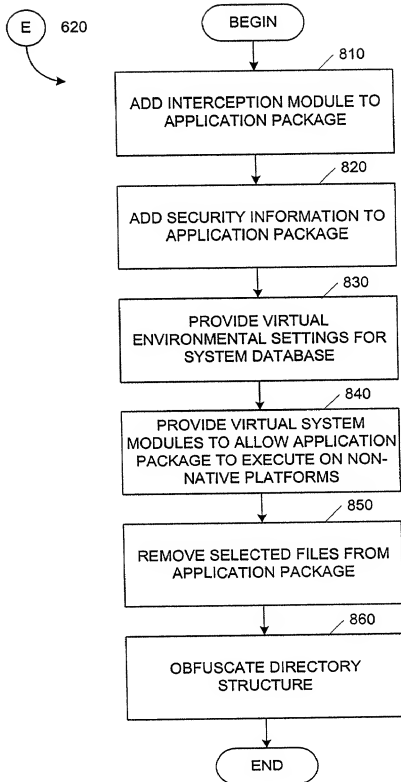 E
620
BEGIN
810
ADD INTERCEPTION MODULE TO
APPLICATION PACKAGE
820
ADD SECURITY INFORMATION TO
APPLICATION PACKAGE
830
PROVIDE VIRTUAL
ENVIRONMENTAL SETTINGS FOR
SYSTEM DATABASE
840
PROVIDE VIRTUAL SYSTEM
MODULES TO ALLOW APPLICATION
PACKAGE TO EXECUTE ON NON-
NATIVE PLATFORMS
850
REMOVE SELECTED FILES FROM
APPLICATION PACKAGE
860
OBFUSCATE DIRECTORY
STRUCTURE
END